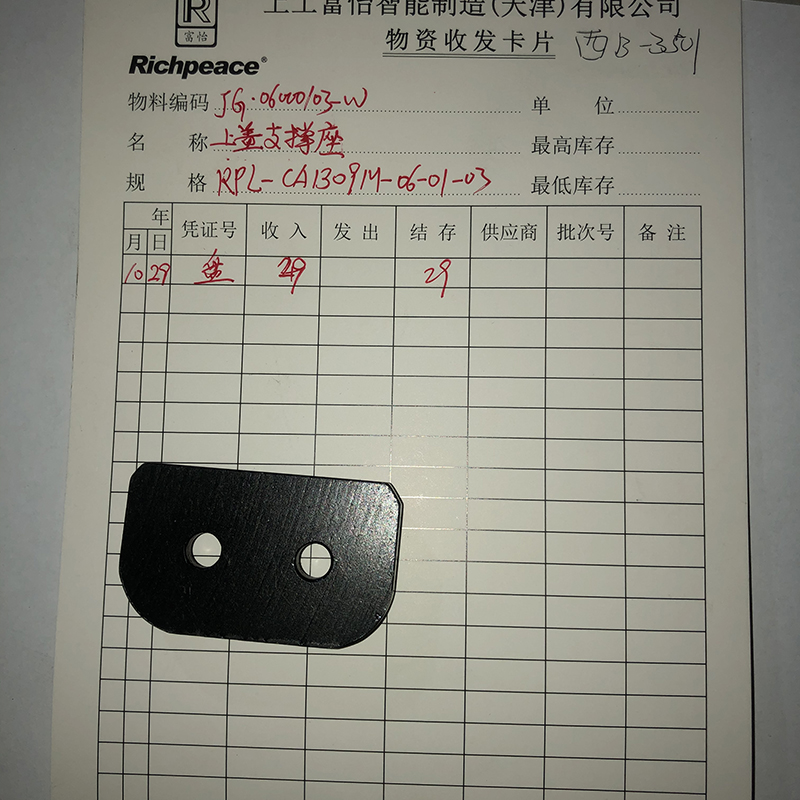 R
富怡
上工富怡智能制造(天津)有限公司
Richpeace®
物资收发卡片 西B-3501
物料编码 JG·06000103-W 单 位
名 称 上盖支撑座 最高库存
规 格 RPL-CA1309M-06-01-03 最低库存
年 凭证号 收 入 发 出 结 存 供应商 批次号 备 注
月 日
10 29 盘 29 29